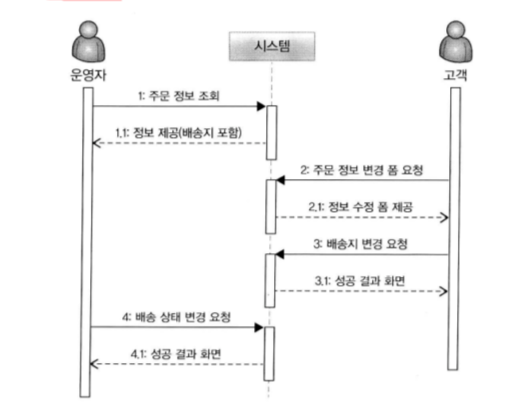 시스템
운영자
고객
1: 주문 정보 조회
1.1: 정보 제공(배송지 포함)
2: 주문 정보 변경 폼 요청
2.1: 정보 수정 폼 제공
3: 배송지 변경 요청
3.1: 성공 결과 화면
4: 배송 상태 변경 요청
4.1: 성공 결과 화면